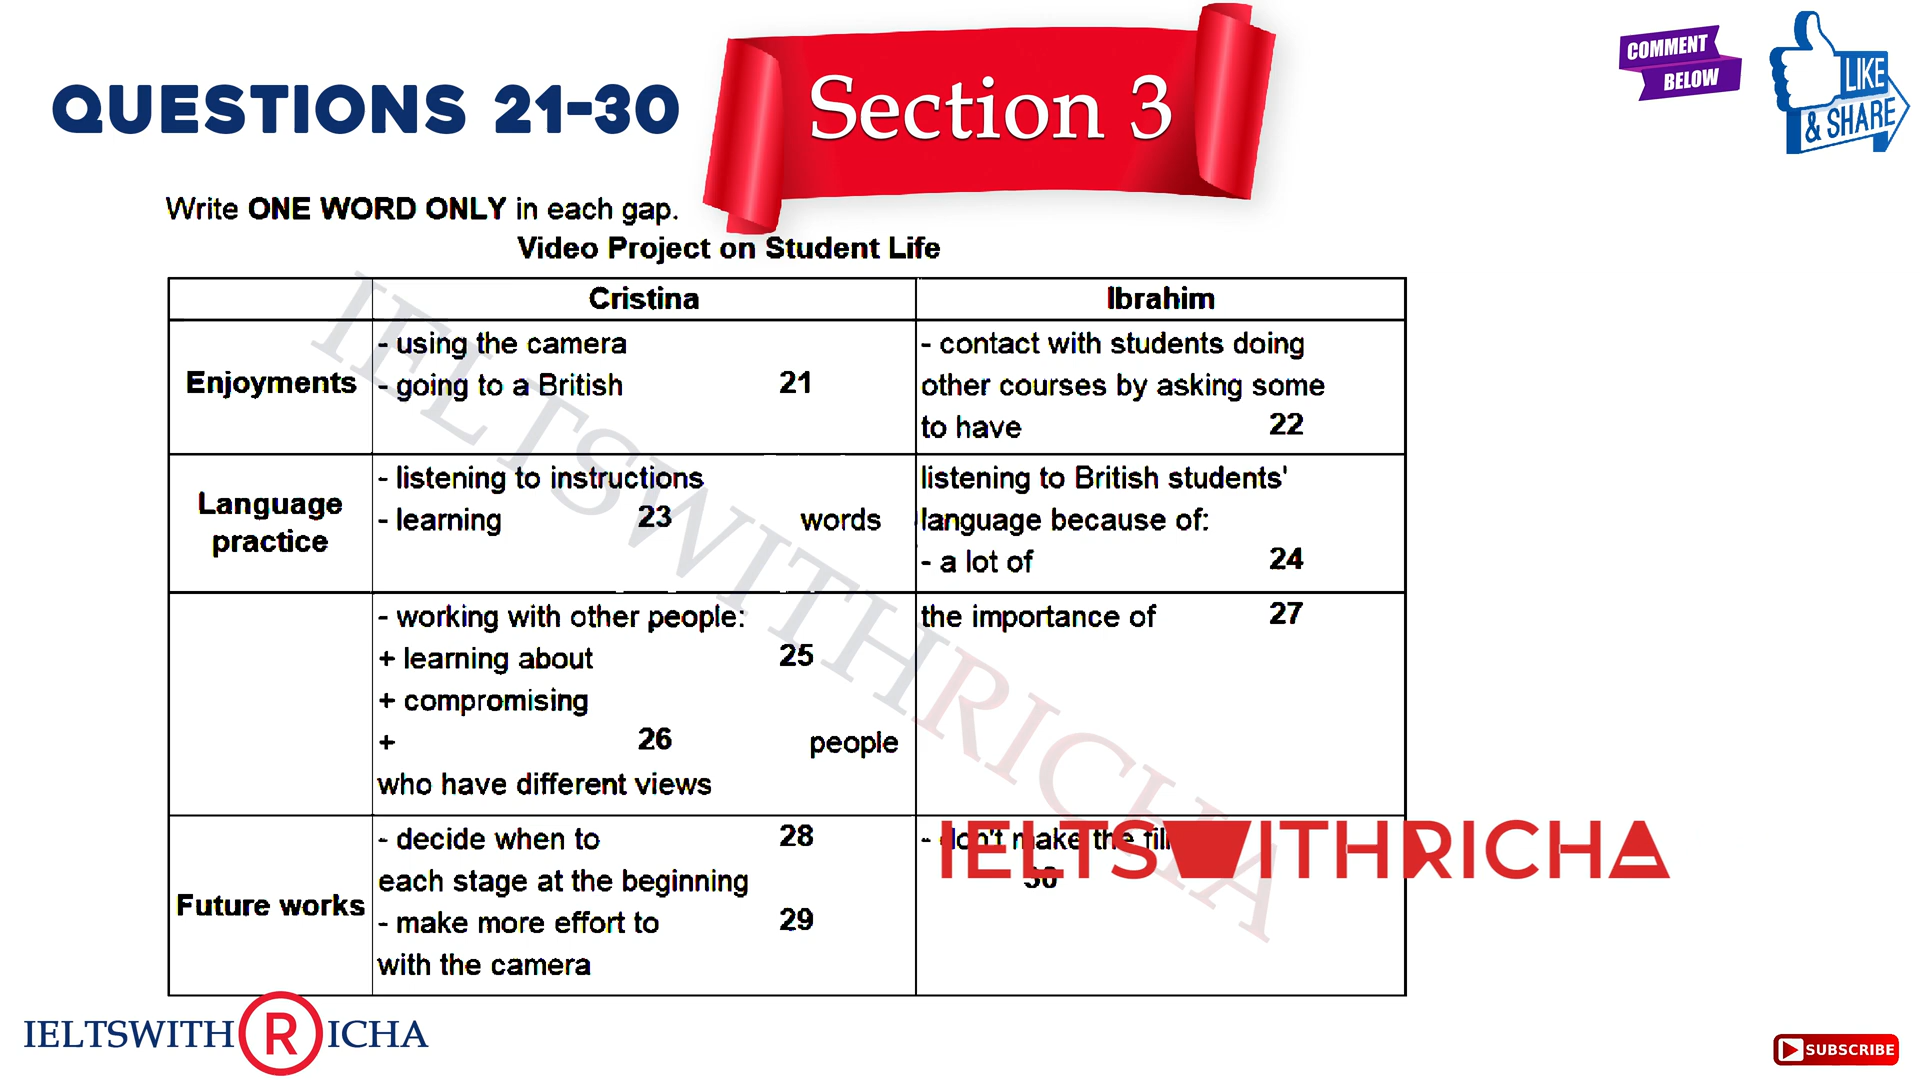 QUESTIONS 21-30
Section 3
COMMENT
BELOW
LIKE
& SHARE
Write ONE WORD ONLY in each gap.
Video Project on Student Life
Cristina
Ibrahim
Enjoyments
- using the camera
- going to a British 21
- contact with students doing
other courses by asking some
to have 22
Language
practice
- listening to instructions
- learning 23 words
listening to British students'
language because of:
- a lot of 24
- working with other people:
+ learning about 25
+ compromising
+ 26 people
who have different views
the importance of 27
Future works
- decide when to 28
each stage at the beginning
- make more effort to 29
with the camera
- don't make the
30
IELTSWITHRICHA
IELTSWITHRICHA
IELTSWITHRICHA
SUBSCRIBE